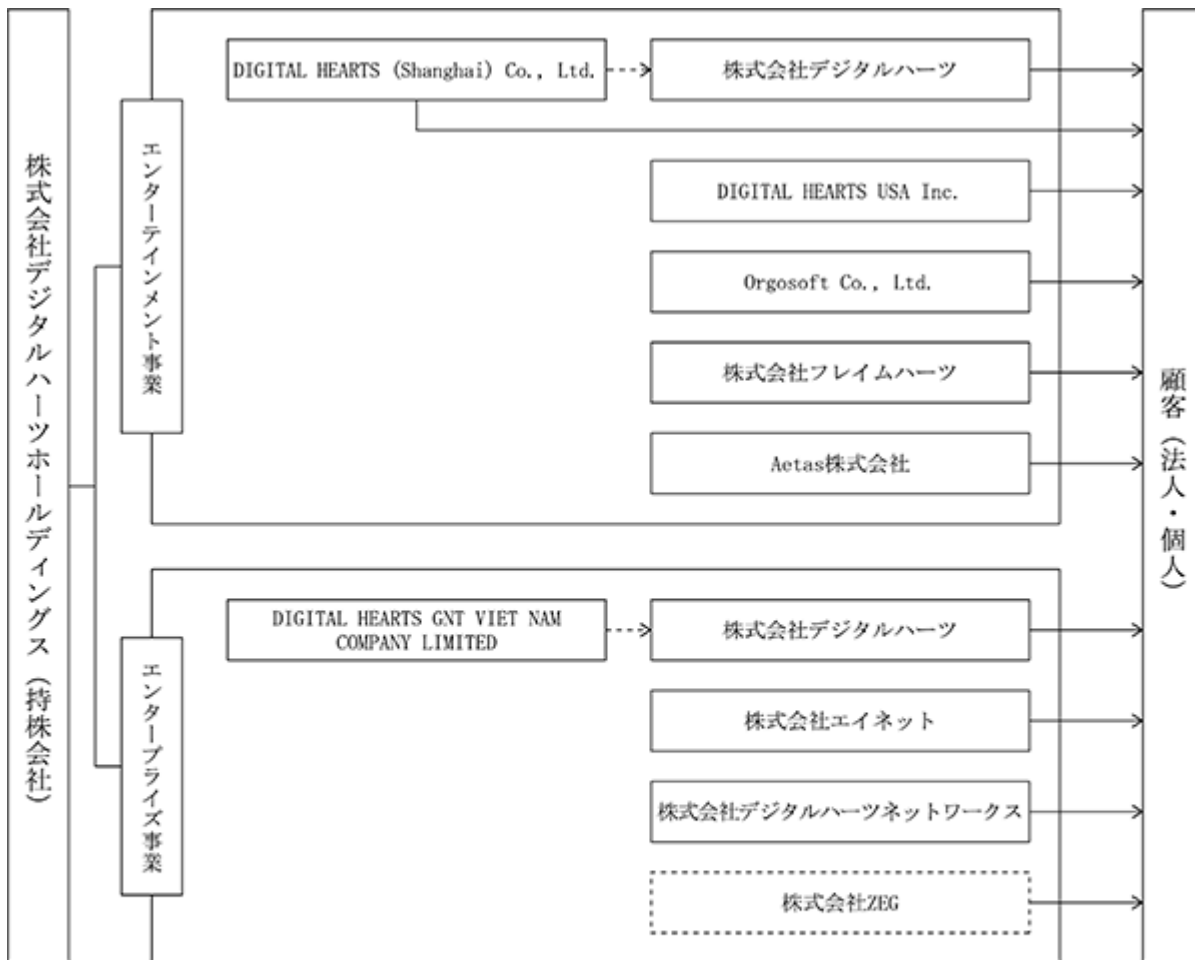 株式会社デジタルハーツホールディングス（持株会社）
エンターテインメント事業
DIGITAL HEARTS (Shanghai) Co., Ltd.
株式会社デジタルハーツ
DIGITAL HEARTS USA Inc.
Orgosoft Co., Ltd.
株式会社フレイムハーツ
Aetas株式会社
エンタープライズ事業
DIGITAL HEARTS GNT VIET NAM
COMPANY LIMITED
株式会社デジタルハーツ
株式会社エイネット
株式会社デジタルハーツネットワークス
株式会社ZEG
顧客（法人・個人）